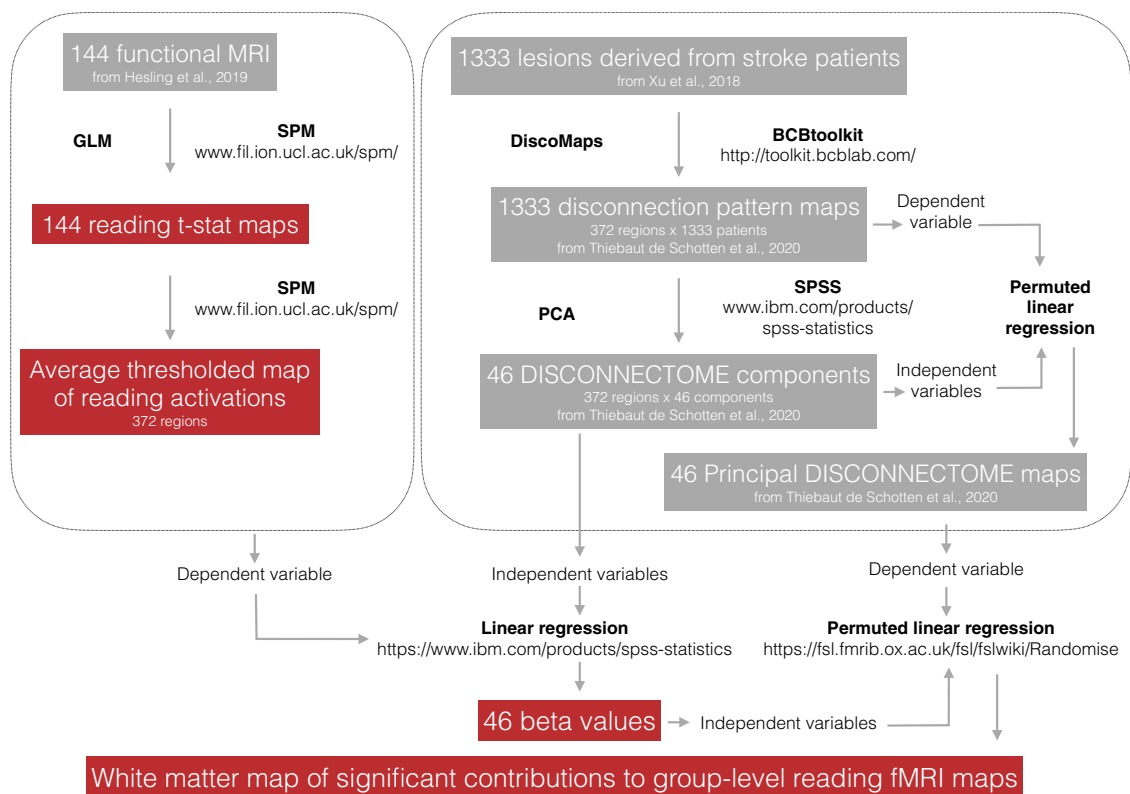 144 functional MRI
from Hesling et al., 2019
GLM
SPM
www.fil.ion.ucl.ac.uk/spm/
144 reading t-stat maps
SPM
www.fil.ion.ucl.ac.uk/spm/
Average thresholded map
of reading activations
372 regions
1333 lesions derived from stroke patients
from Xu et al., 2018
DiscoMaps
BCBtoolkit
http://toolkit.bcblab.com/
1333 disconnection pattern maps
372 regions x 1333 patients
from Thiebaut de Schotten et al., 2020
Dependent
variable
PCA
SPSS
www.ibm.com/products/
spss-statistics
Permuted
linear
regression
46 DISCONNECTOME components
372 regions x 46 components
from Thiebaut de Schotten et al., 2020
Independent
variables
46 Principal DISCONNECTOME maps
from Thiebaut de Schotten et al., 2020
Dependent variable
Independent variables
Dependent variable
Linear regression
https://www.ibm.com/products/spss-statistics
Permuted linear regression
https://fsl.fmrib.ox.ac.uk/fsl/fslwiki/Randomise
46 beta values
Independent variables
White matter map of significant contributions to group-level reading fMRI maps